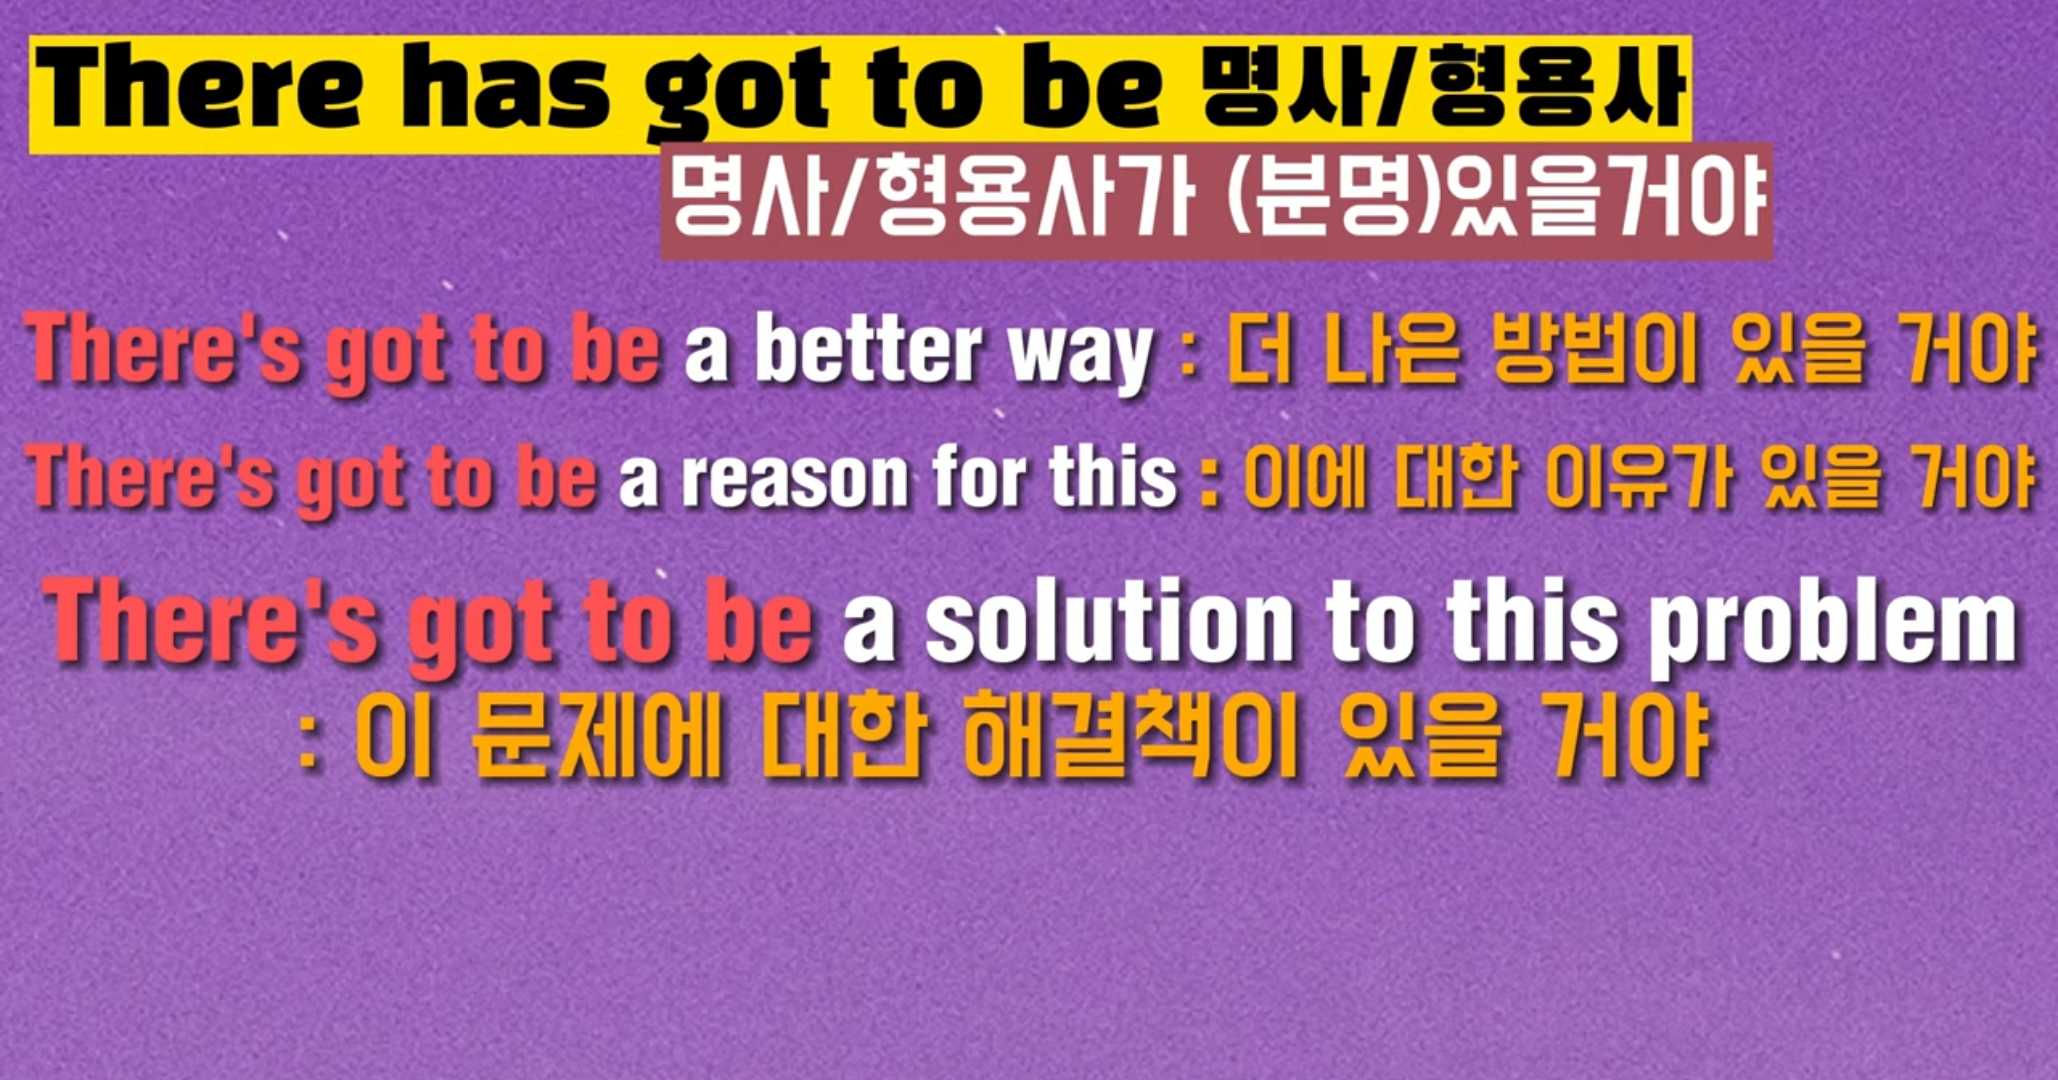 There has got to be 명사/형용사
명사/형용사가 (분명)있을거야
There's got to be a better way : 더 나은 방법이 있을 거야
There's got to be a reason for this : 이에 대한 이유가 있을 거야
There's got to be a solution to this problem
: 이 문제에 대한 해결책이 있을 거야